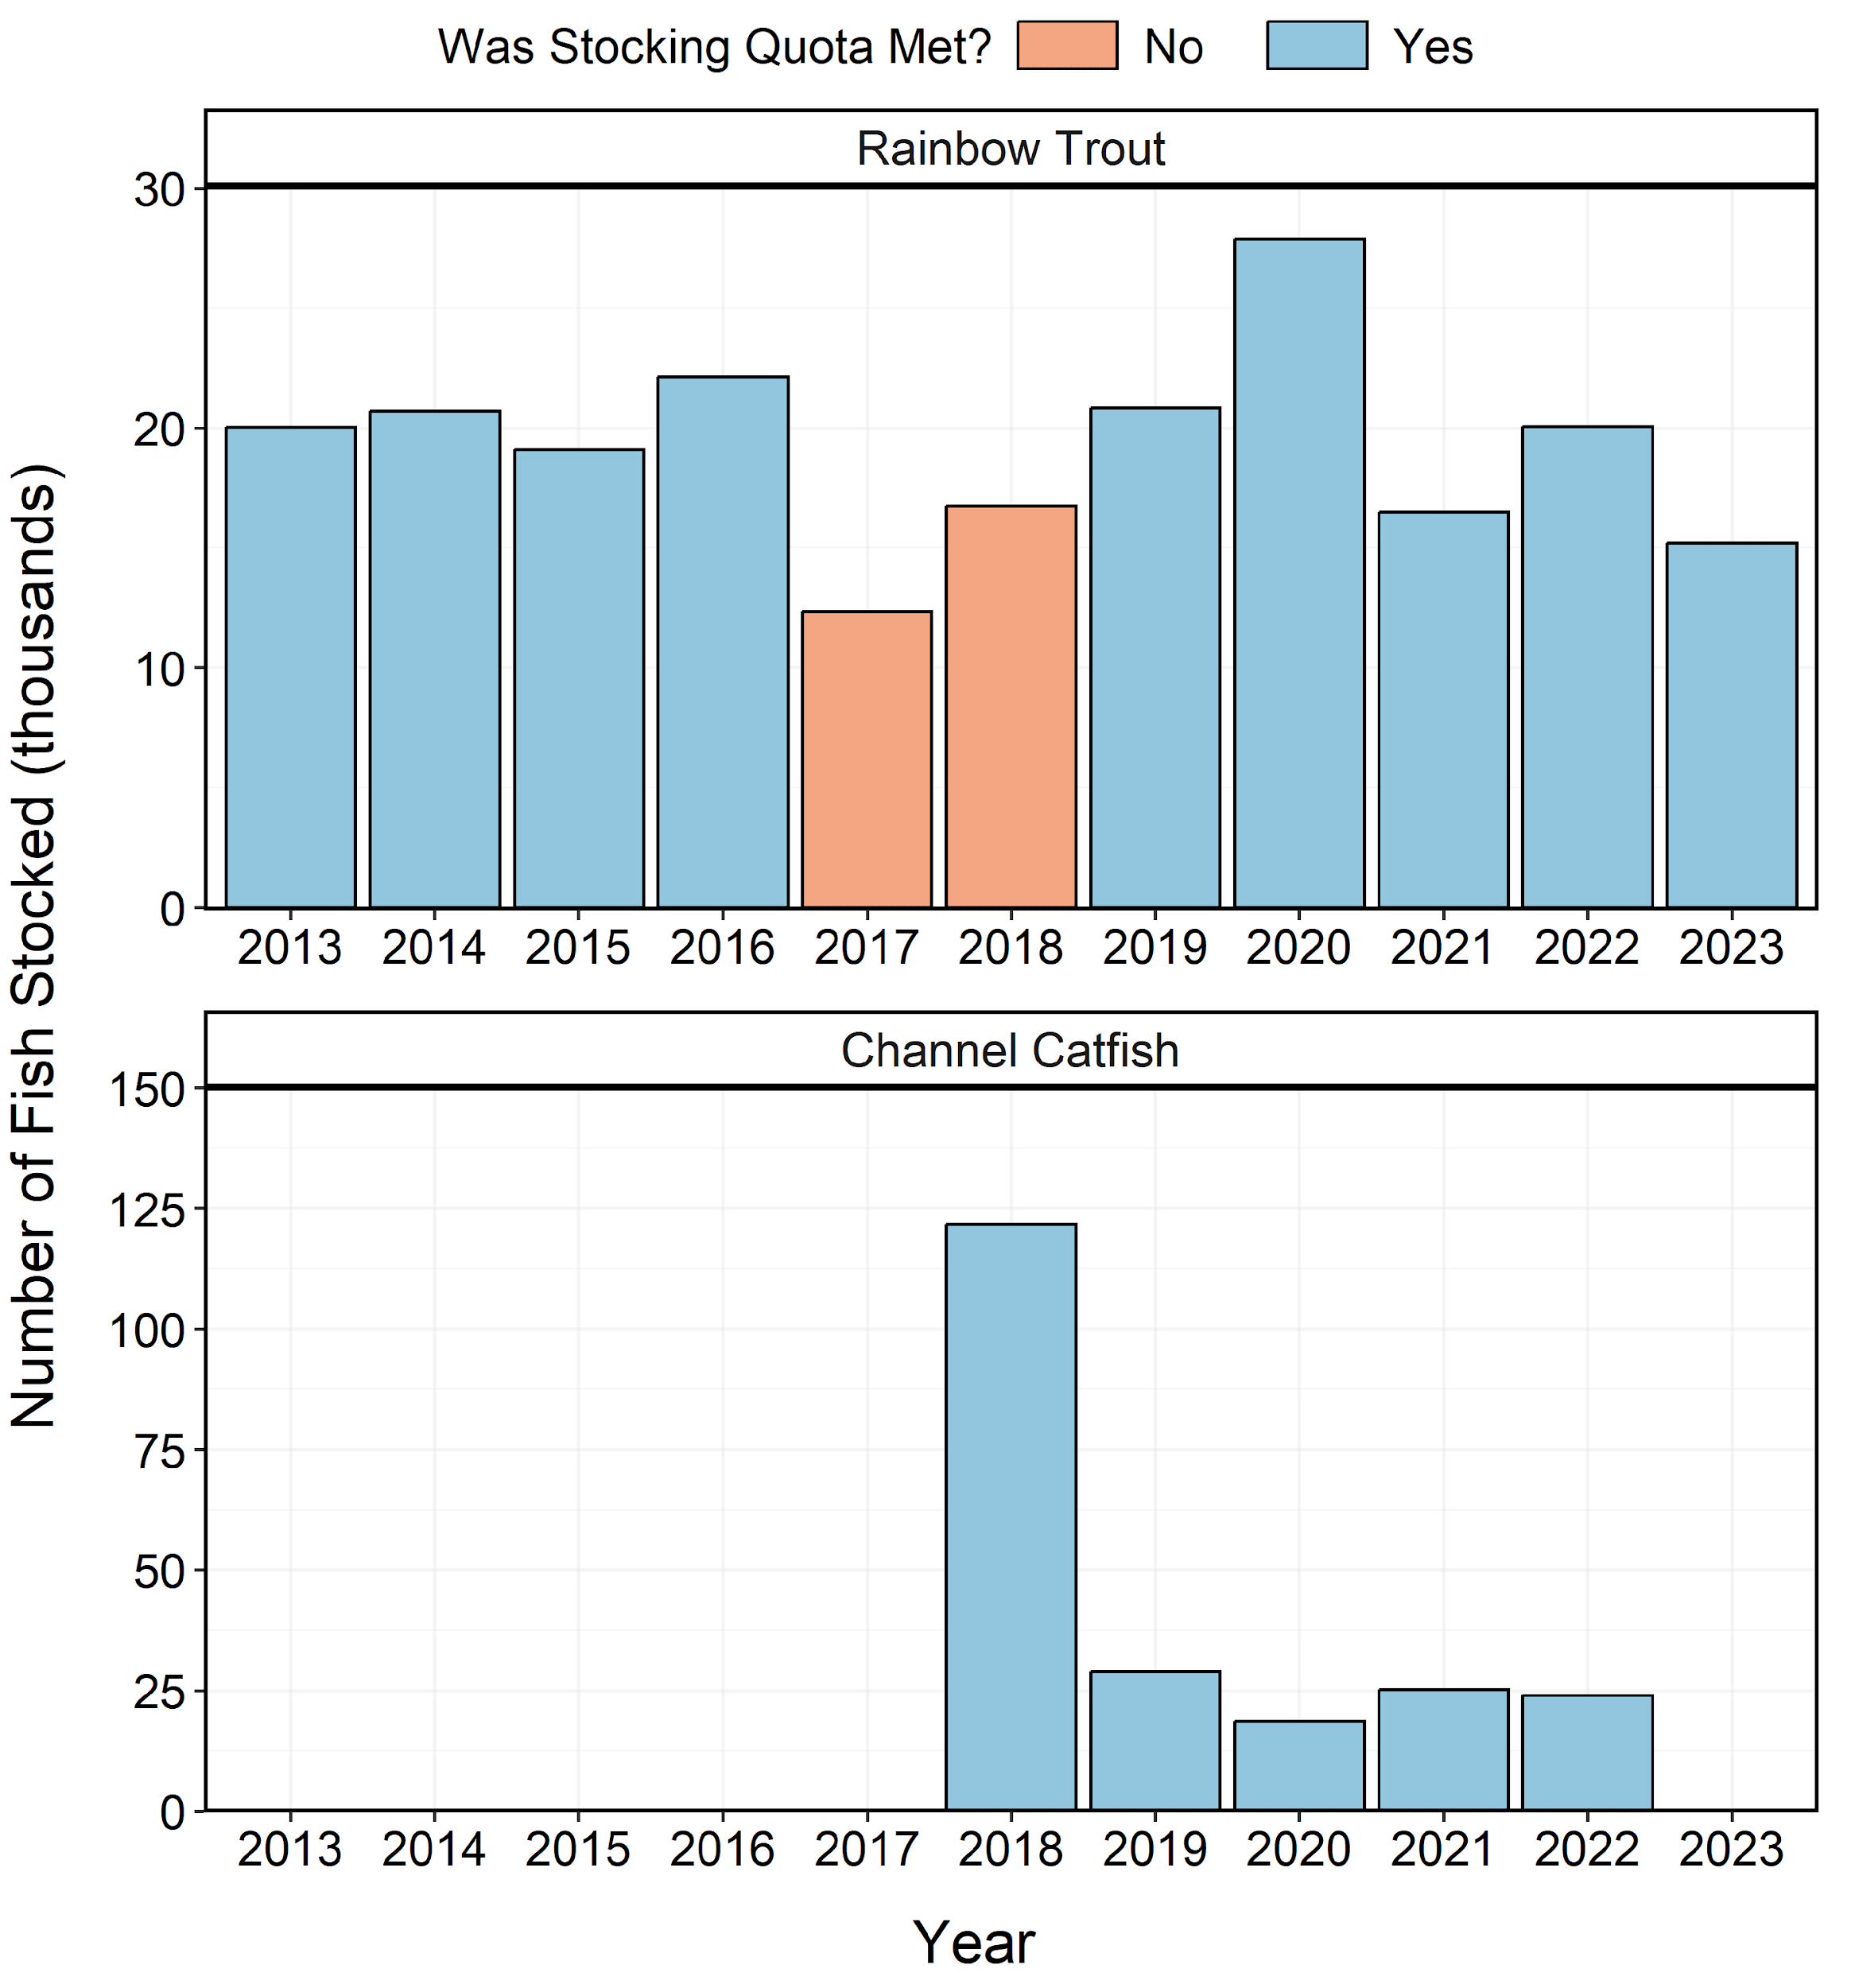 Was Stocking Quota Met? No Yes
Rainbow Trout
30
20
10
0
2013 2014 2015 2016 2017 2018 2019 2020 2021 2022 2023
Number of Fish Stocked (thousands)
Channel Catfish
150
125
100
75
50
25
0
2013 2014 2015 2016 2017 2018 2019 2020 2021 2022 2023
Year